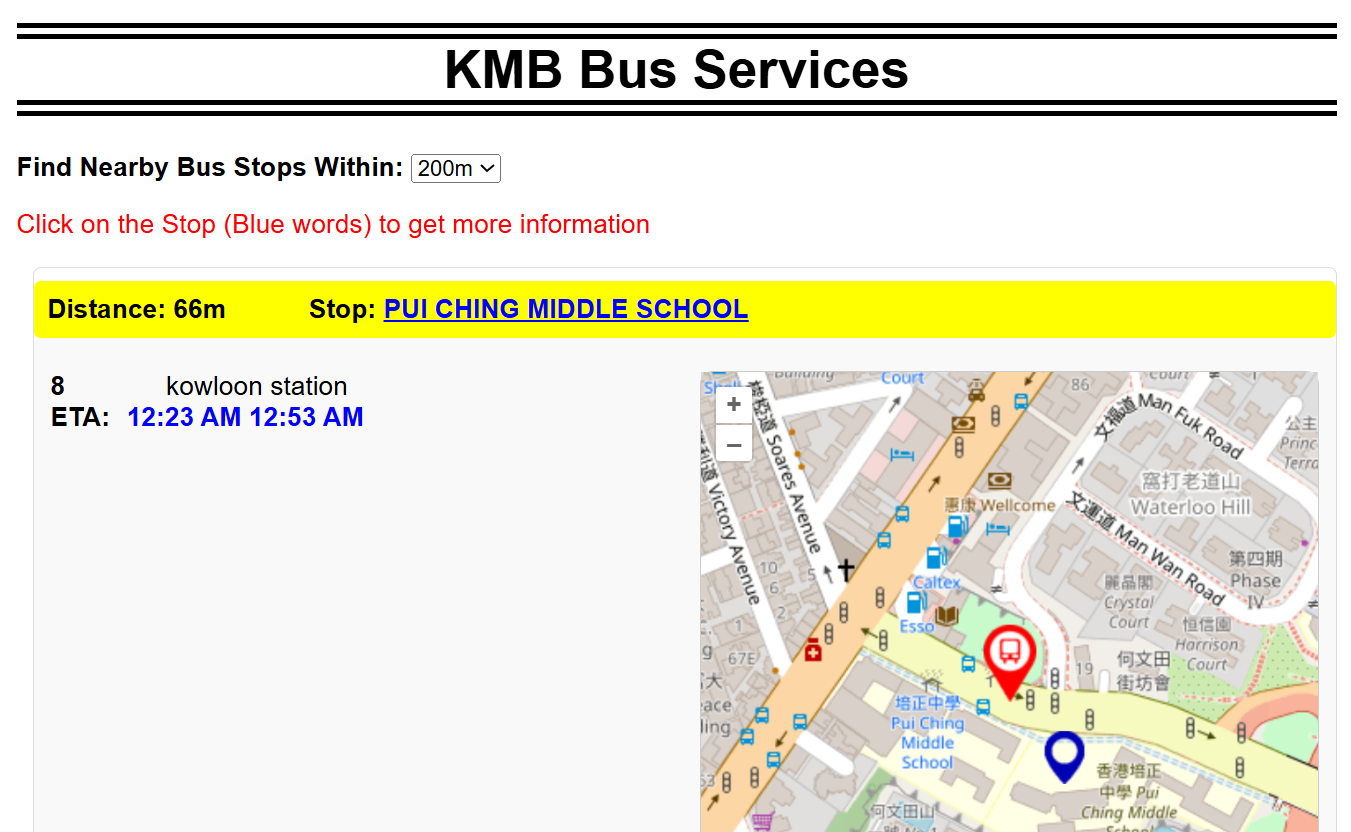 KMB Bus Services
Find Nearby Bus Stops Within: 200m
Click on the Stop (Blue words) to get more information
Distance: 66m Stop: PUI CHING MIDDLE SCHOOL
8 kowloon station
ETA: 12:23 AM 12:53 AM
+
−
Building
Court
86
Court
文福道 Man Fuk Road
公主
Princ
Terra
Soares Avenue
Victory Avenue
惠康 Wellcome
窩打老道山
Waterloo Hill
文運道 Man Wan Road
第四期
Phase
IV
10
5
6
2
1
Caltex
麗晶閣
Crystal
Court
恒信園
Harrison
Court
Esso
67E
19
何文田
街坊會
培正中學
Pui Ching
Middle
School
香港培正
中學 Pui
Ching Middle
School
53
何文田山